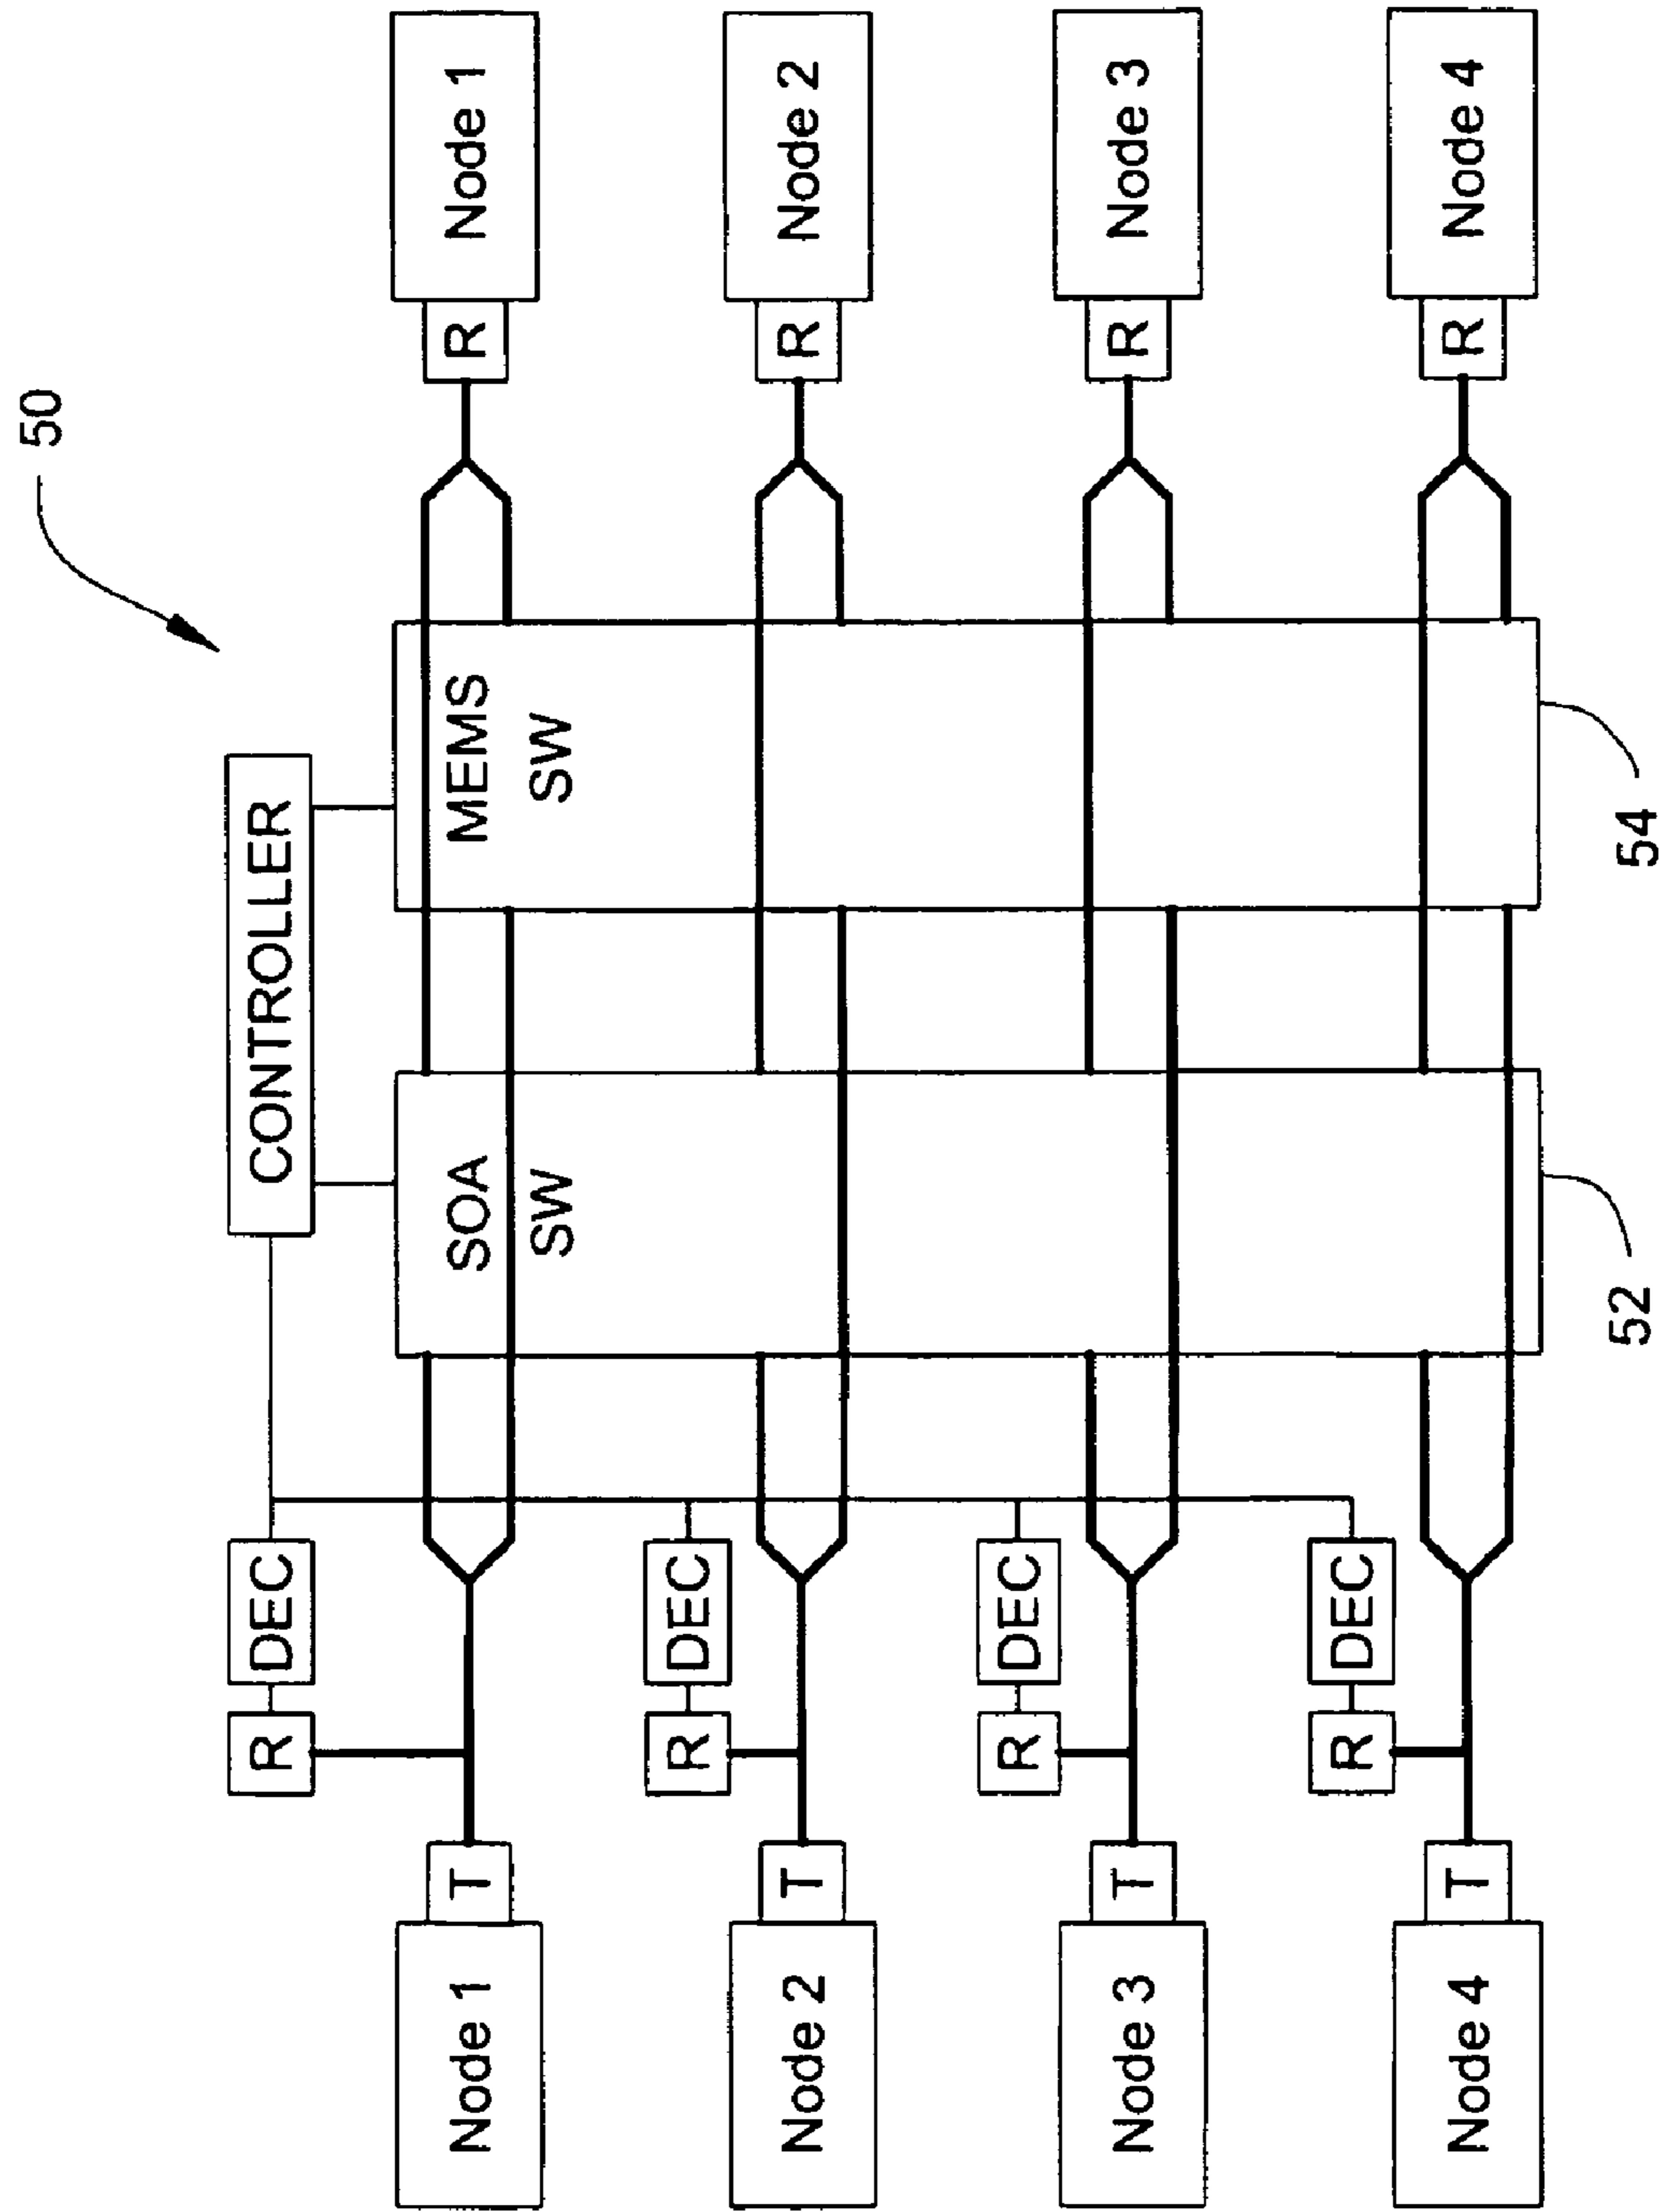 50
CONTROLLER
R DEC
Node 1 T
SOA
SW
MEMS
SW
R Node 1
R DEC
Node 2 T
R Node 2
R DEC
Node 3 T
R Node 3
R DEC
Node 4 T
R Node 4
52
54